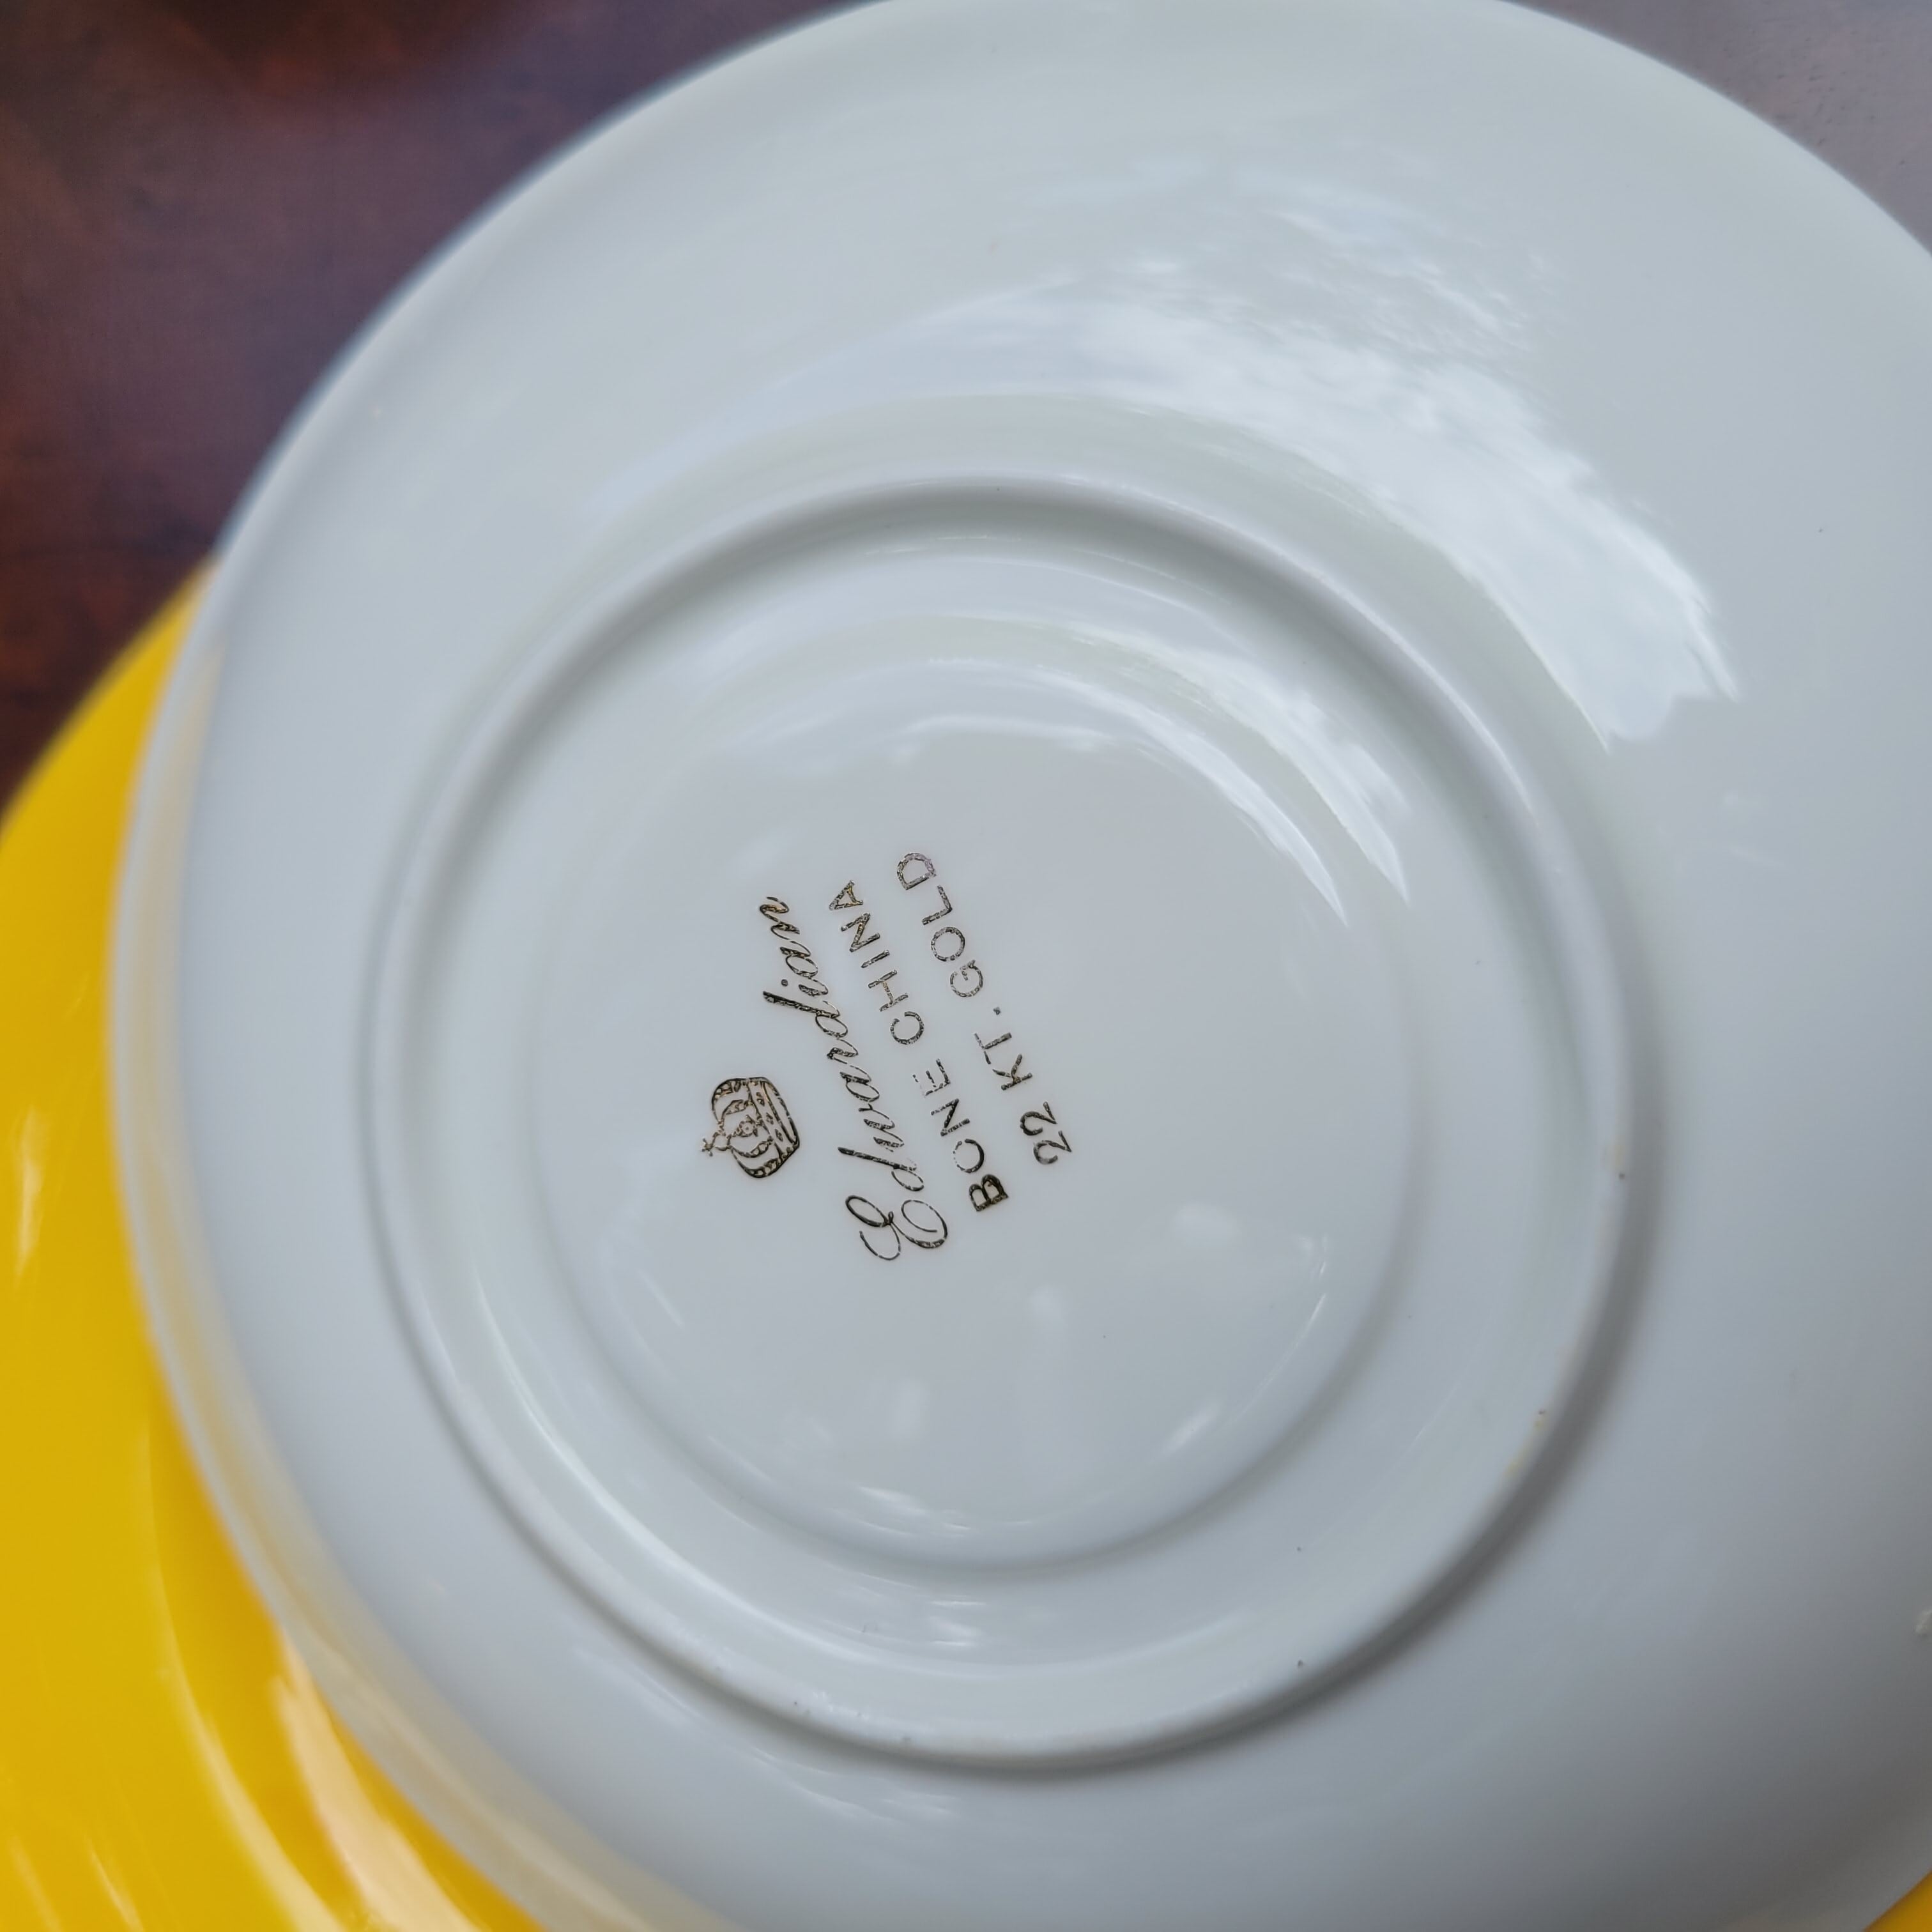 Edwardian
BONE CHINA
22 KT. GOLD